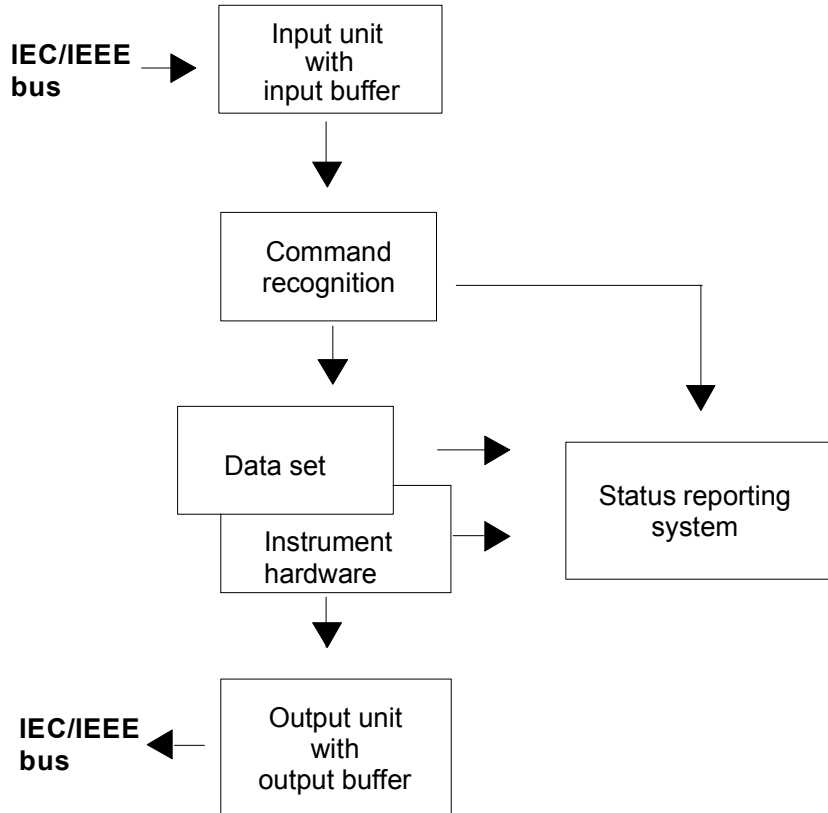 Input unit
with
input buffer
IEC/IEEE
bus
Command
recognition
Data set
Instrument
hardware
Status reporting
system
Output unit
with
output buffer
IEC/IEEE
bus